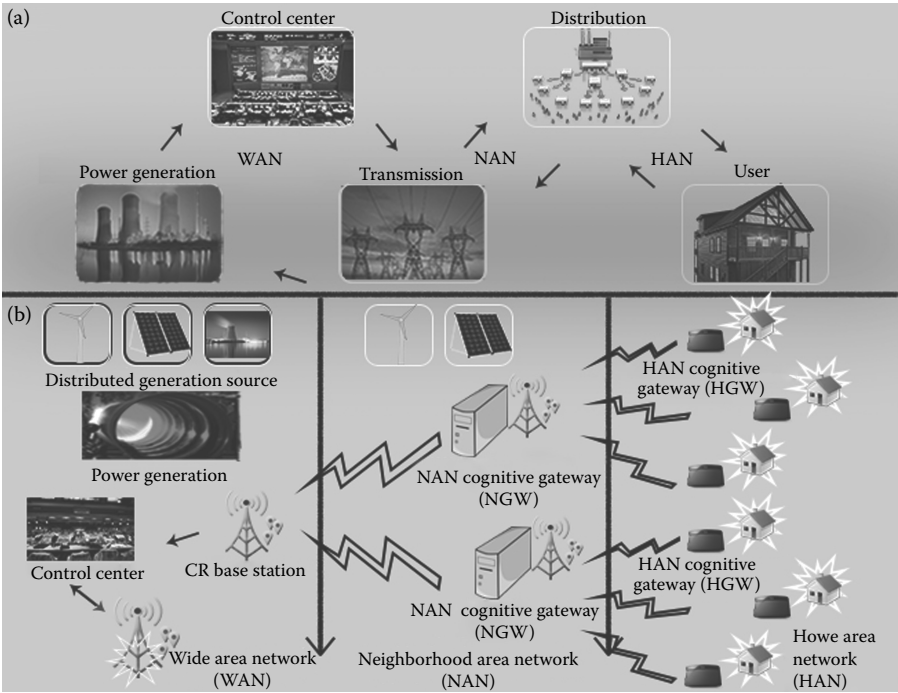 (a)
Control center
Distribution
WAN
NAN
HAN
Power generation
Transmission
User
(b)
Distributed generation source
Power generation
Control center
CR base station
Wide area network
(WAN)
NAN cognitive gateway
(NGW)
NAN cognitive gateway
(NGW)
Neighborhood area network
(NAN)
HAN cognitive
gateway (HGW)
HAN cognitive
gateway (HGW)
Howe area
network
(HAN)